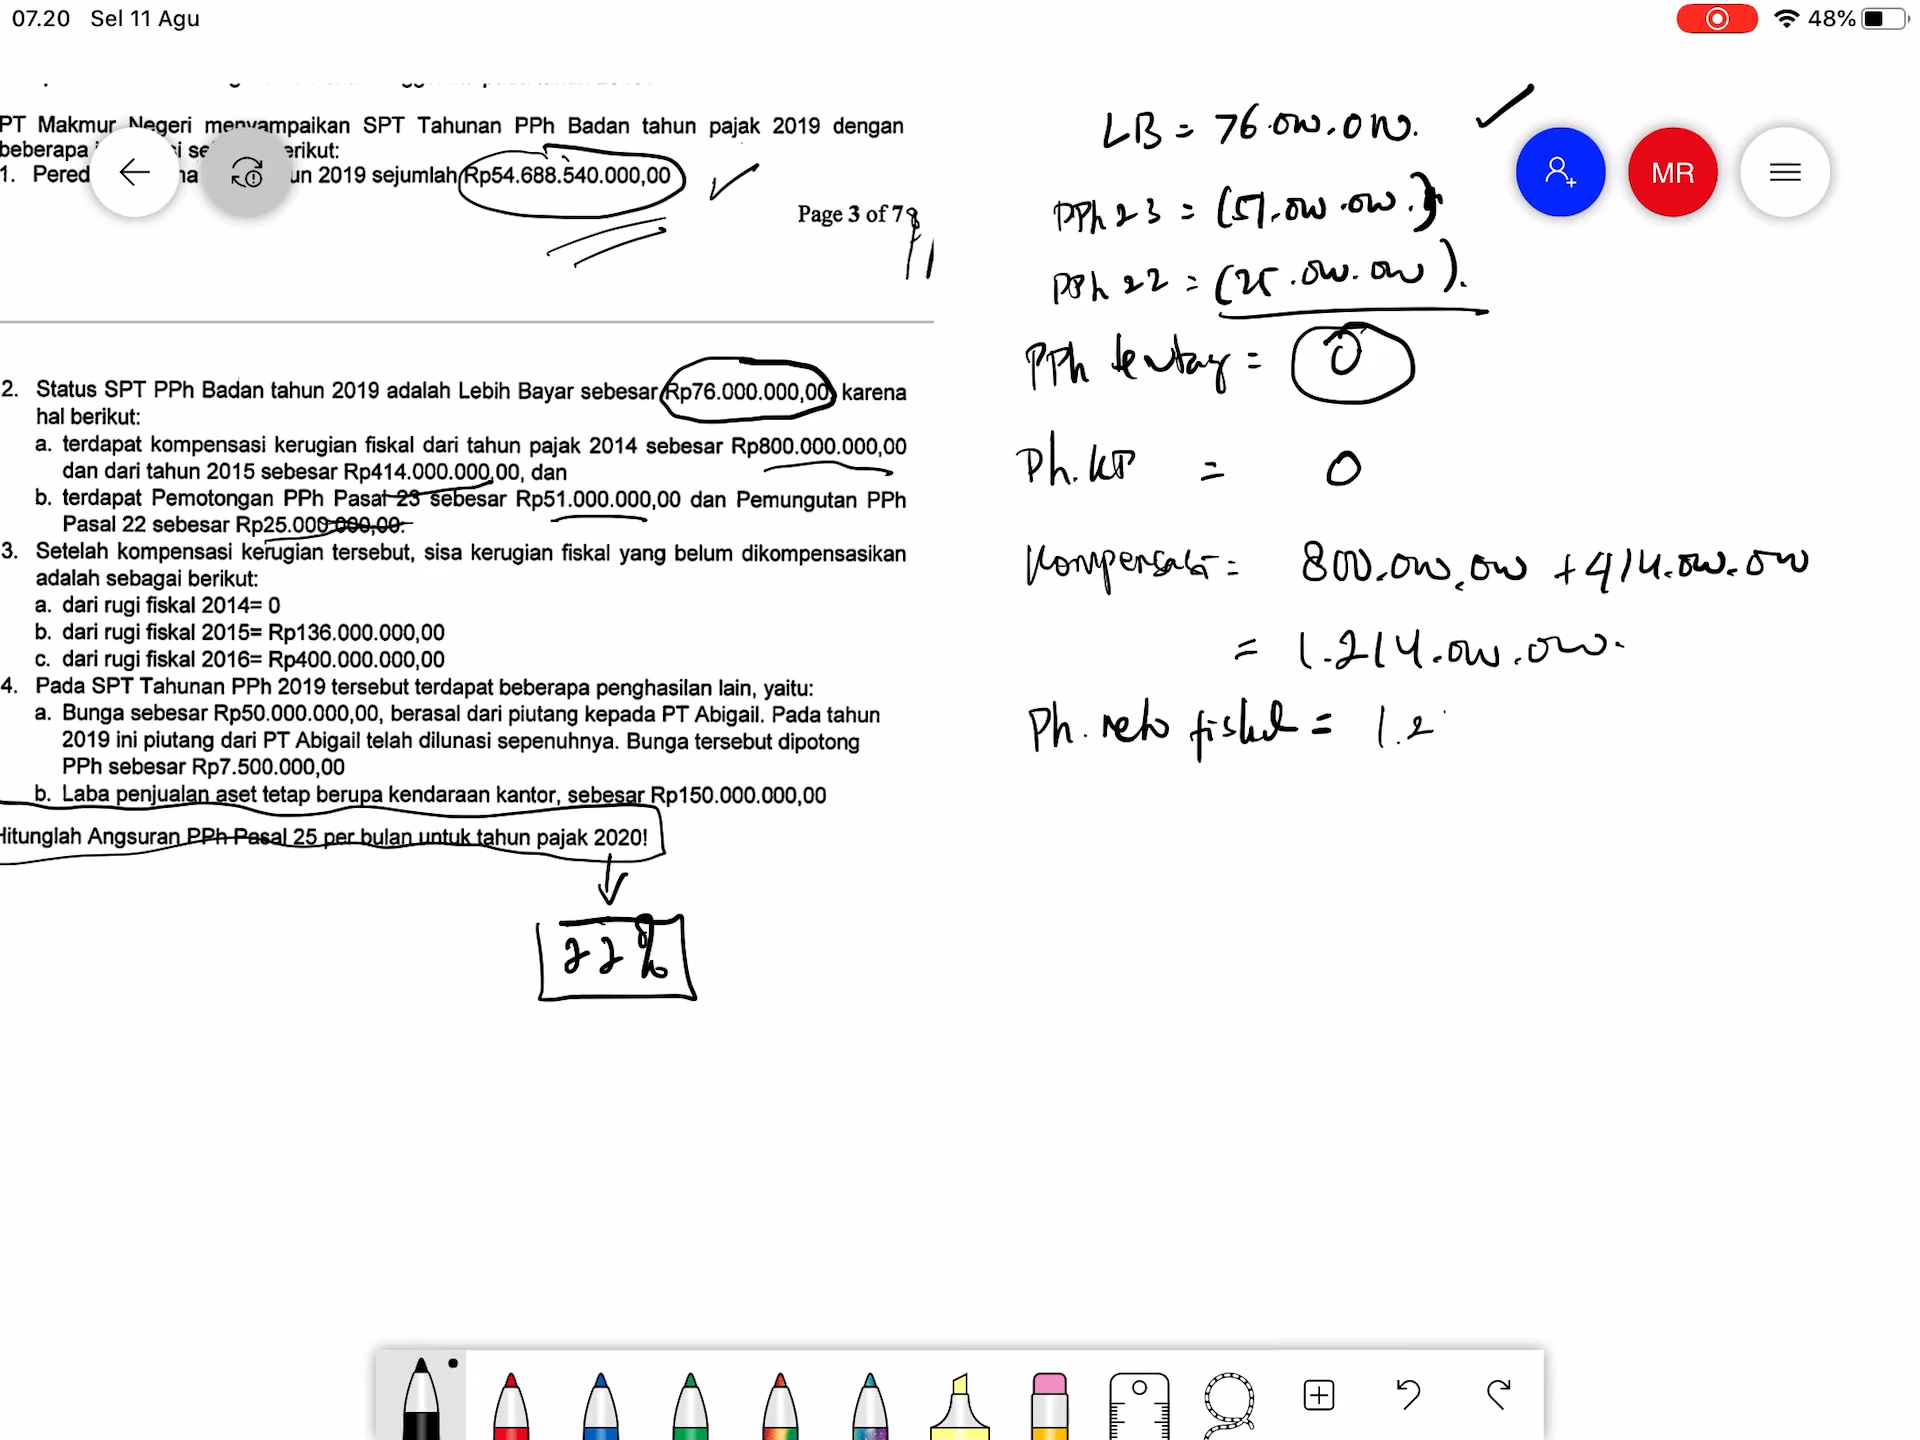 07.20 Sel 11 Agu
48%
PT Makmur Negeri menyampaikan SPT Tahunan PPh Badan tahun pajak 2019 dengan
beberapa erikut:
1. Pered un 2019 sejumlah Rp54.688.540.000,00
Page 3 of 7
2. Status SPT PPh Badan tahun 2019 adalah Lebih Bayar sebesar Rp76.000.000,00 karena
hal berikut:
a. terdapat kompensasi kerugian fiskal dari tahun pajak 2014 sebesar Rp800.000.000,00
dan dari tahun 2015 sebesar Rp414.000.000,00, dan
b. terdapat Pemotongan PPh Pasal 23 sebesar Rp51.000.000,00 dan Pemungutan PPh
Pasal 22 sebesar Rp25.000.000,00.
3. Setelah kompensasi kerugian tersebut, sisa kerugian fiskal yang belum dikompensasikan
adalah sebagai berikut:
a. dari rugi fiskal 2014= 0
b. dari rugi fiskal 2015= Rp136.000.000,00
c. dari rugi fiskal 2016= Rp400.000.000,00
4. Pada SPT Tahunan PPh 2019 tersebut terdapat beberapa penghasilan lain, yaitu:
a. Bunga sebesar Rp50.000.000,00, berasal dari piutang kepada PT Abigail. Pada tahun
2019 ini piutang dari PT Abigail telah dilunasi sepenuhnya. Bunga tersebut dipotong
PPh sebesar Rp7.500.000,00
b. Laba penjualan aset tetap berupa kendaraan kantor, sebesar Rp150.000.000,00
Hitunglah Angsuran PPh Pasal 25 per bulan untuk tahun pajak 2020!
22%
LB = 76.000.000.
PPh 23 = (51.000.000.)
PPh 22 = (25.000.000).
PPh terutang = 0
Ph. KP = 0
Kompensasi = 800.000.000 + 414.000.000
= 1.214.000.000.
Ph. neto fiskal = 1.2
MR